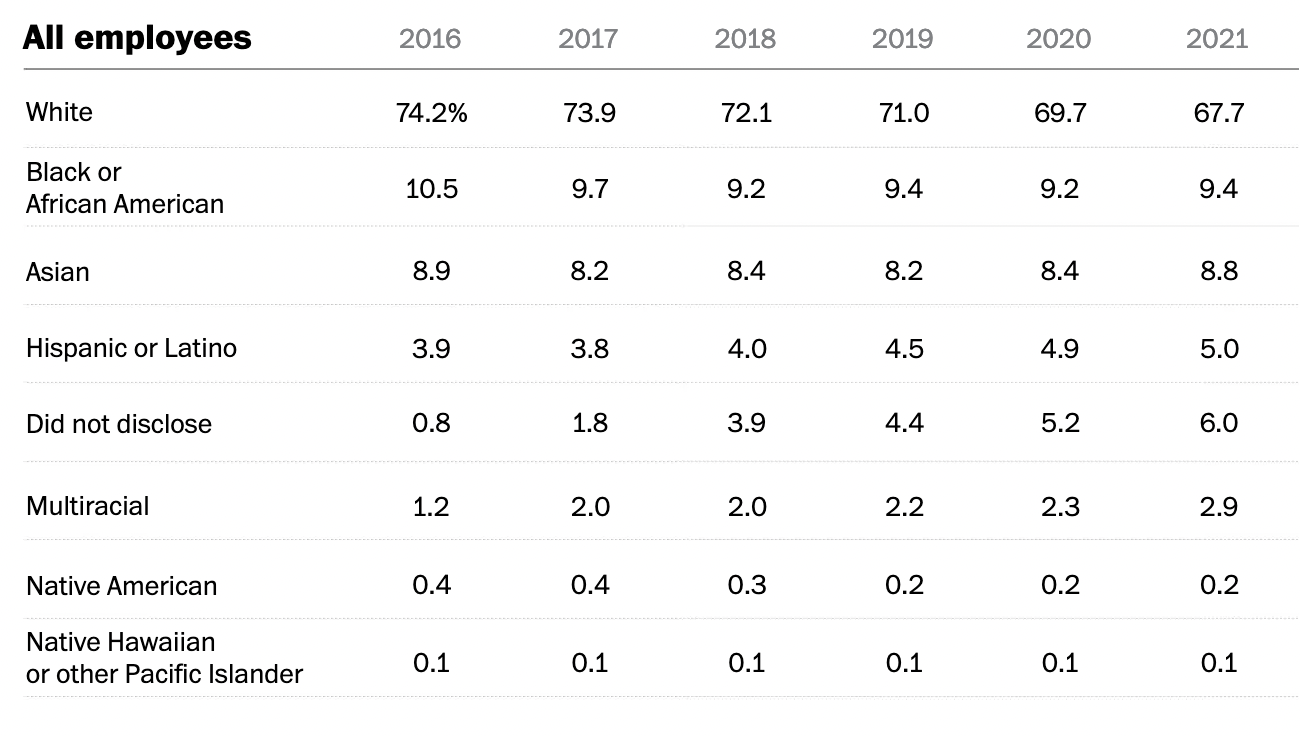 All employees 2016 2017 2018 2019 2020 2021
White 74.2% 73.9 72.1 71.0 69.7 67.7
Black or
African American 10.5 9.7 9.2 9.4 9.2 9.4
Asian 8.9 8.2 8.4 8.2 8.4 8.8
Hispanic or Latino 3.9 3.8 4.0 4.5 4.9 5.0
Did not disclose 0.8 1.8 3.9 4.4 5.2 6.0
Multiracial 1.2 2.0 2.0 2.2 2.3 2.9
Native American 0.4 0.4 0.3 0.2 0.2 0.2
Native Hawaiian
or other Pacific Islander 0.1 0.1 0.1 0.1 0.1 0.1